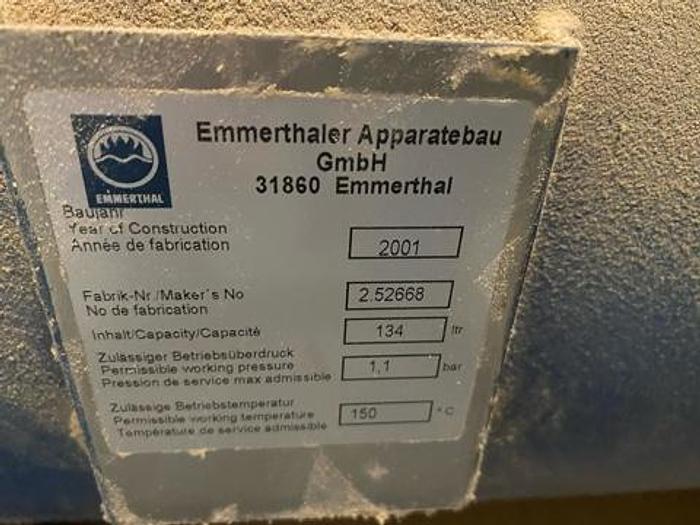 Emmerthaler Apparatebau
GmbH
31860 Emmerthal
EMMERTHAL
Baujahr
Year of Construction
Année de fabrication
2001
Fabrik-Nr./Maker's No
No de fabrication
2.52668
Inhalt/Capacity/Capacité
134 ltr
Zulässiger Betriebsüberdruck
Permissible working pressure
Pression de service max admissible
1,1 bar
Zulässige Betriebstemperatur
Permissible working temperature
Température de service admissible
150 °C